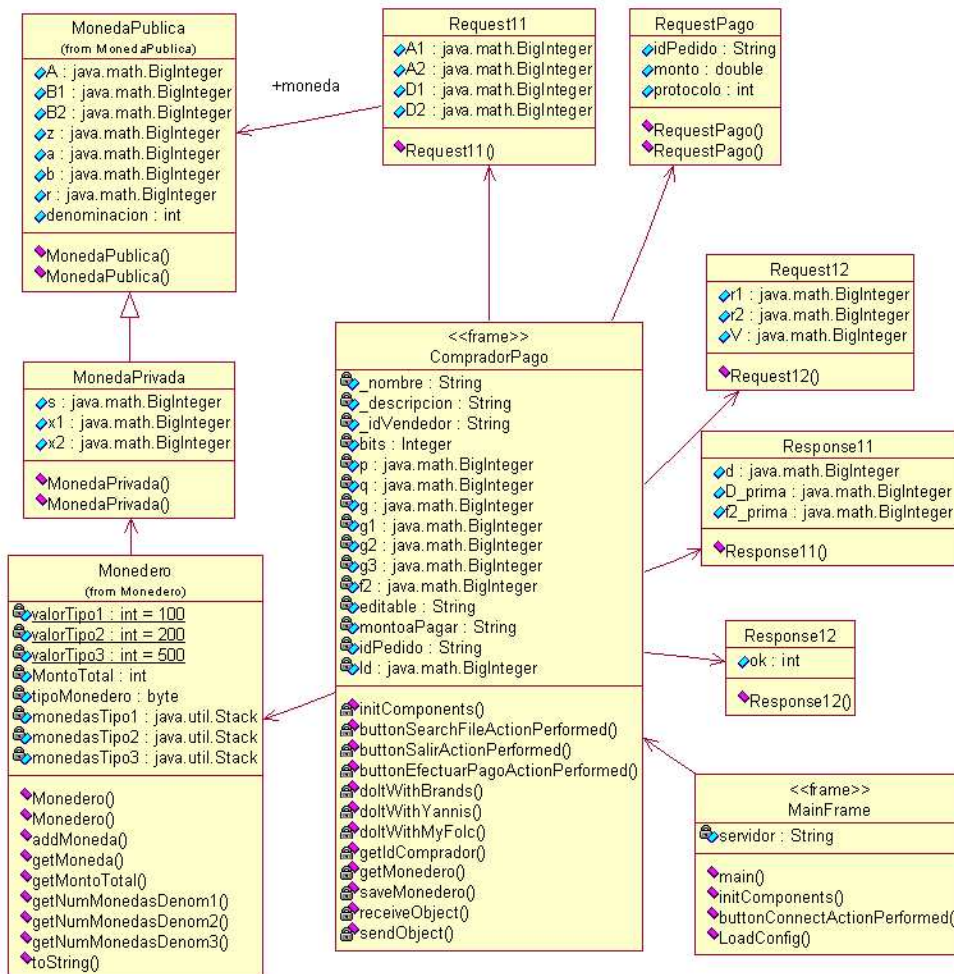 MonedaPublica
(from MonedaPublica)
A : java.math.BigInteger
B1 : java.math.BigInteger
B2 : java.math.BigInteger
z : java.math.BigInteger
a : java.math.BigInteger
b : java.math.BigInteger
r : java.math.BigInteger
denominacion : int
MonedaPublica()
MonedaPublica()
+moneda
Request11
A1 : java.math.BigInteger
A2 : java.math.BigInteger
D1 : java.math.BigInteger
D2 : java.math.BigInteger
Request11()
RequestPago
idPedido : String
monto : double
protocolo : int
RequestPago()
RequestPago()
Request12
r1 : java.math.BigInteger
r2 : java.math.BigInteger
V : java.math.BigInteger
Request12()
MonedaPrivada
s : java.math.BigInteger
x1 : java.math.BigInteger
x2 : java.math.BigInteger
MonedaPrivada()
MonedaPrivada()
<<frame>>
CompradorPago
_nombre : String
_descripcion : String
_idVendedor : String
bits : Integer
p : java.math.BigInteger
q : java.math.BigInteger
g : java.math.BigInteger
g1 : java.math.BigInteger
g2 : java.math.BigInteger
g3 : java.math.BigInteger
f2 : java.math.BigInteger
editable : String
montoaPagar : String
idPedido : String
Id : java.math.BigInteger
initComponents()
buttonSearchFileActionPerformed()
buttonSalirActionPerformed()
buttonEfectuarPagoActionPerformed()
doItWithBrands()
doItWithYannis()
doItWithMyFolc()
getIdComprador()
getMonedero()
saveMonedero()
receiveObject()
sendObject()
Response11
d : java.math.BigInteger
D_prima : java.math.BigInteger
f2_prima : java.math.BigInteger
Response11()
Monedero
(from Monedero)
valorTipo1 : int = 100
valorTipo2 : int = 200
valorTipo3 : int = 500
MontoTotal : int
tipoMonedero : byte
monedasTipo1 : java.util.Stack
monedasTipo2 : java.util.Stack
monedasTipo3 : java.util.Stack
Monedero()
Monedero()
addMoneda()
getMoneda()
getMontoTotal()
getNumMonedasDenom1()
getNumMonedasDenom2()
getNumMonedasDenom3()
toString()
Response12
ok : int
Response12()
<<frame>>
MainFrame
servidor : String
main()
initComponents()
buttonConnectActionPerformed()
LoadConfig()